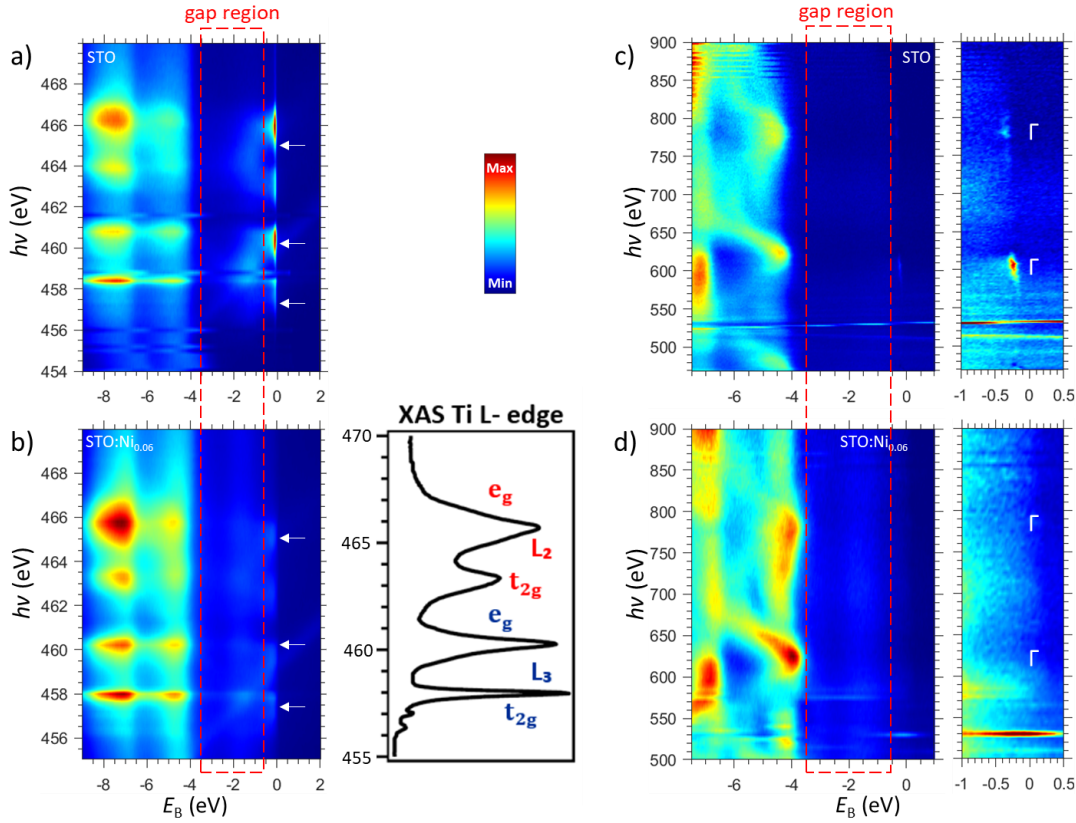 gap region
gap region
a)
STO
468
466
464
462
460
458
456
454
hν (eV)
-8 -6 -4 -2 0 2
Max
Min
c)
STO
900
850
800
750
700
650
600
550
500
hν (eV)
-6 -4 -2 0
Γ
Γ
-1 -0.5 0 0.5
b)
STO:Ni0.06
468
466
464
462
460
458
456
hν (eV)
-8 -6 -4 -2 0 2
EB (eV)
XAS Ti L- edge
470
465
460
455
eg
L2
t2g
eg
L3
t2g
d)
STO:Ni0.06
900
850
800
750
700
650
600
550
500
hν (eV)
-6 -4 -2 0
EB (eV)
Γ
Γ
-1 -0.5 0 0.5